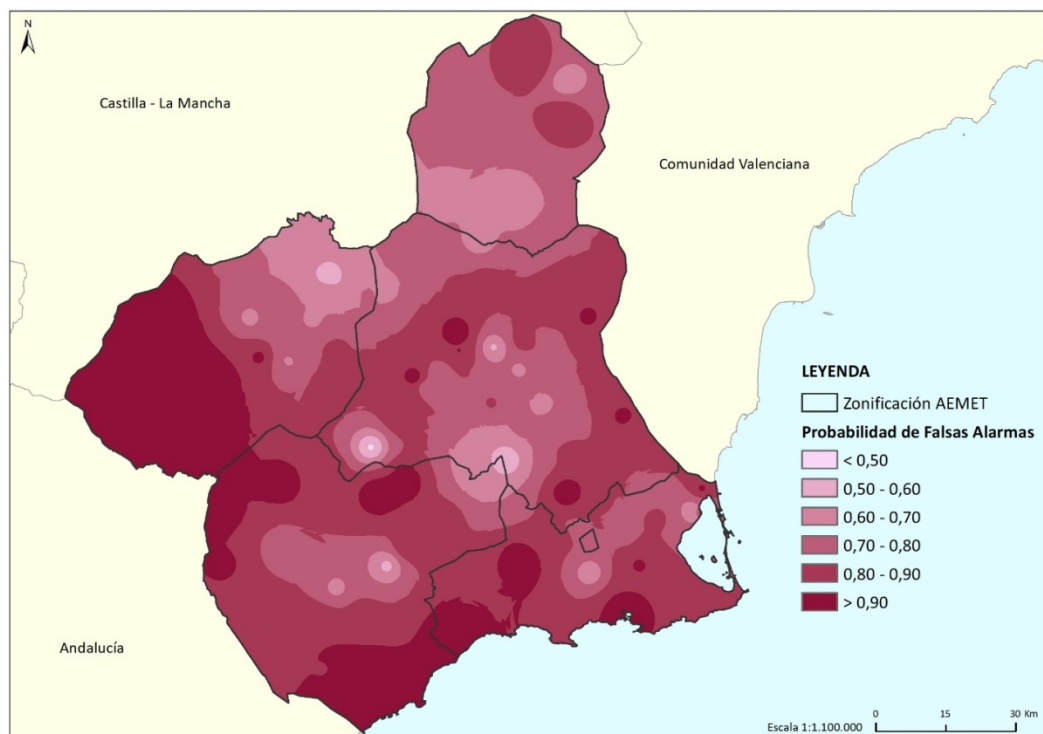 N
Castilla - La Mancha
Comunidad Valenciana
Andalucía
LEYENDA
Zonificación AEMET
Probabilidad de Falsas Alarmas
< 0,50
0,50 - 0,60
0,60 - 0,70
0,70 - 0,80
0,80 - 0,90
> 0,90
Escala 1:1.100.000
0 15 30 Km